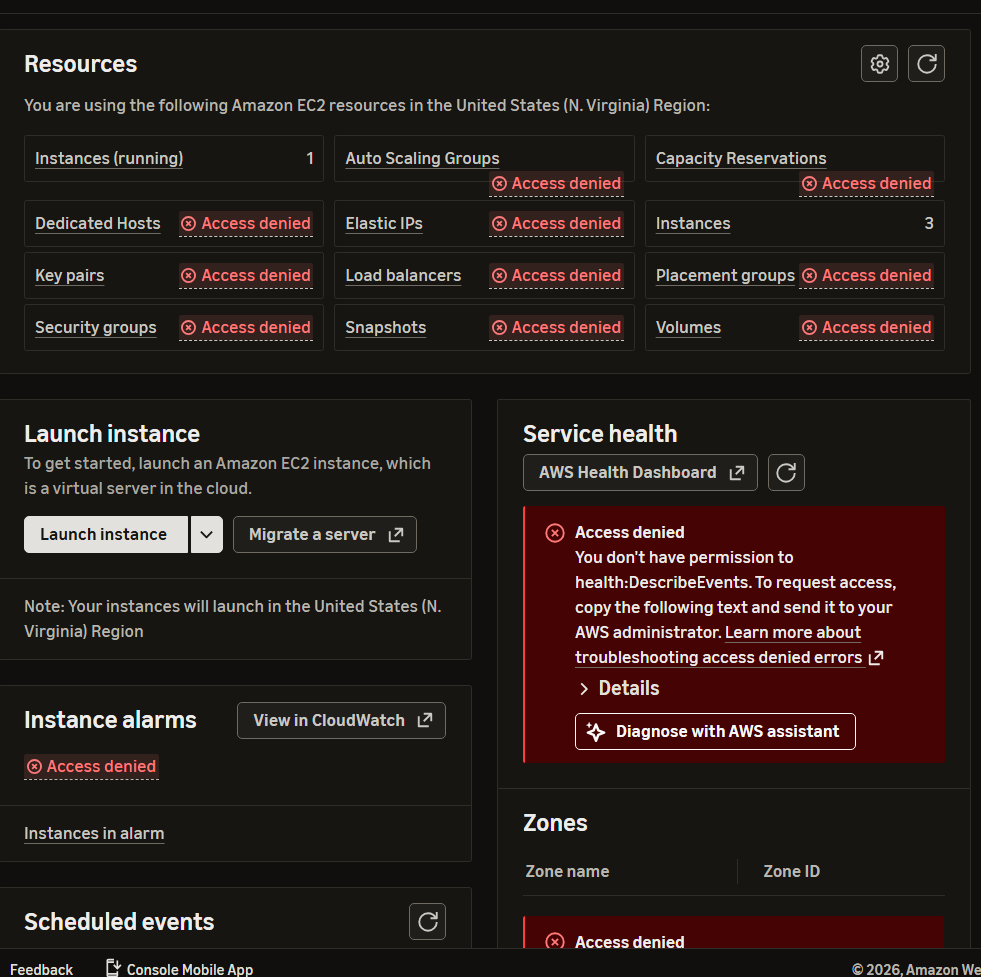 Resources
You are using the following Amazon EC2 resources in the United States (N. Virginia) Region:
Instances (running) 1
Auto Scaling Groups Access denied
Capacity Reservations Access denied
Dedicated Hosts Access denied
Elastic IPs Access denied
Instances 3
Key pairs Access denied
Load balancers Access denied
Placement groups Access denied
Security groups Access denied
Snapshots Access denied
Volumes Access denied
Launch instance
To get started, launch an Amazon EC2 instance, which
is a virtual server in the cloud.
Launch instance
Migrate a server
Note: Your instances will launch in the United States (N.
Virginia) Region
Instance alarms
View in CloudWatch
Access denied
Instances in alarm
Scheduled events
Service health
AWS Health Dashboard
Access denied
You don't have permission to
health:DescribeEvents. To request access,
copy the following text and send it to your
AWS administrator. Learn more about
troubleshooting access denied errors
Details
Diagnose with AWS assistant
Zones
Zone name Zone ID
Access denied
Feedback
Console Mobile App
© 2026, Amazon We